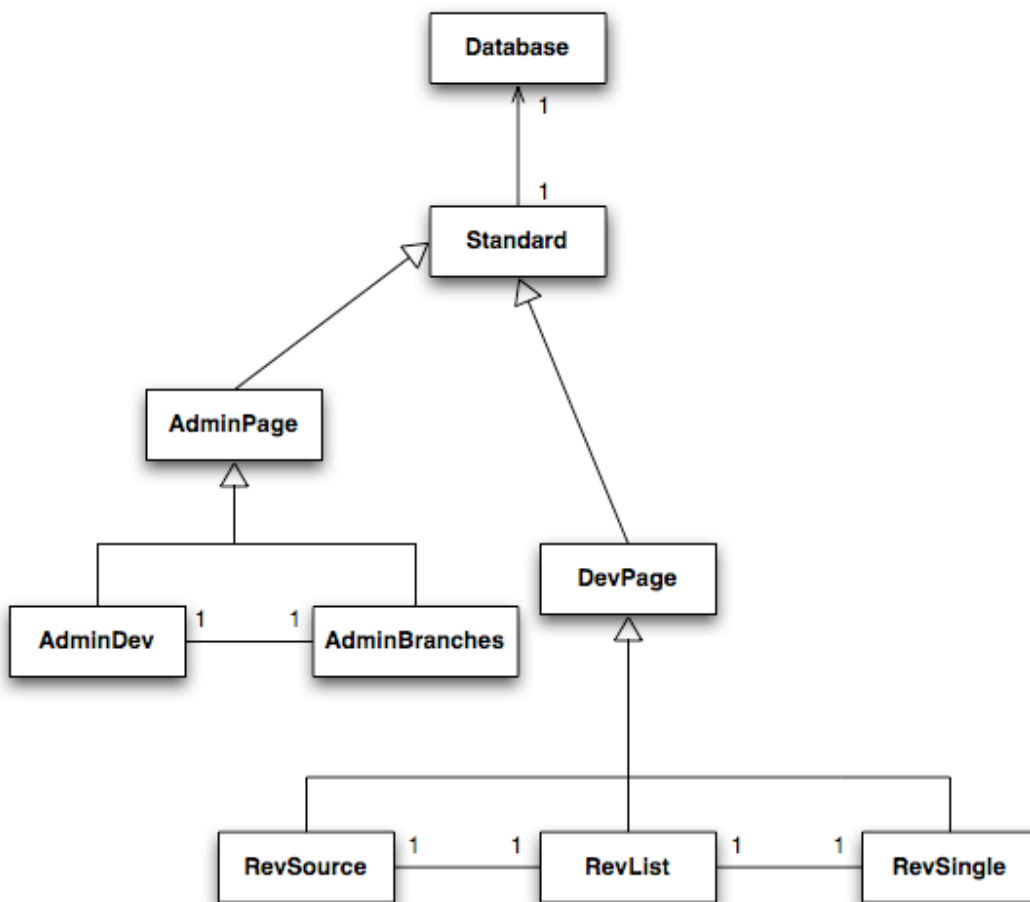 Database
1
1
Standard
AdminPage
DevPage
AdminDev
1
1
AdminBranches
RevSource
1
1
RevList
1
1
RevSingle